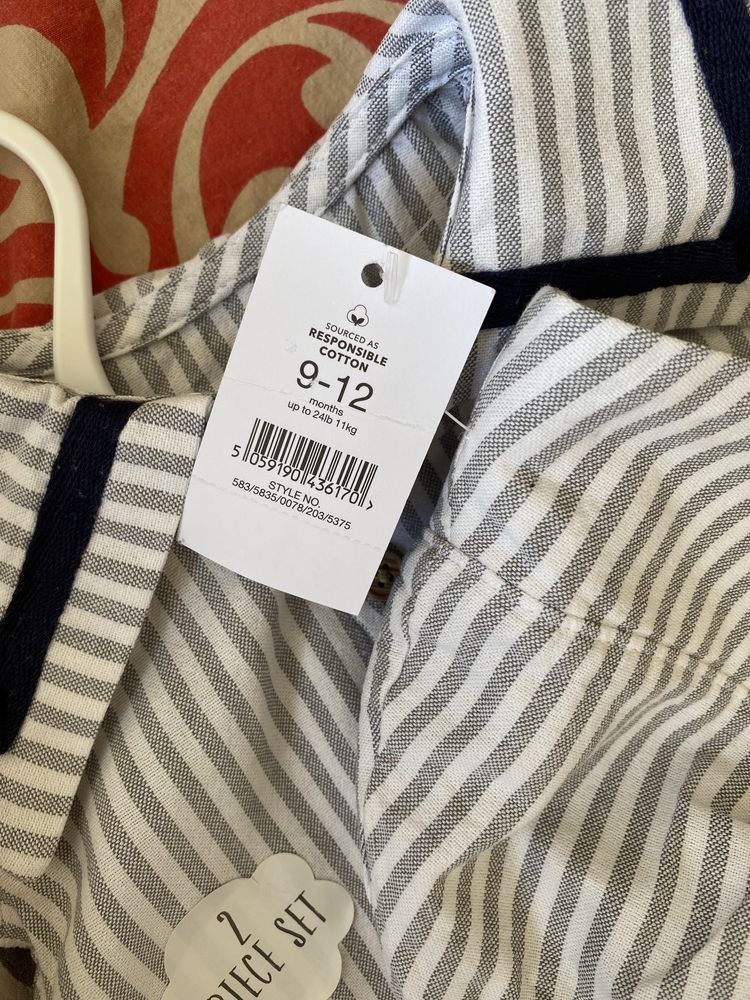 SOURCED AS
RESPONSIBLE
COTTON
9-12
months
up to 24lb 11kg
5 059190 436170 >
STYLE NO.
583/5835/0078/203/5375
2
PIECE SET